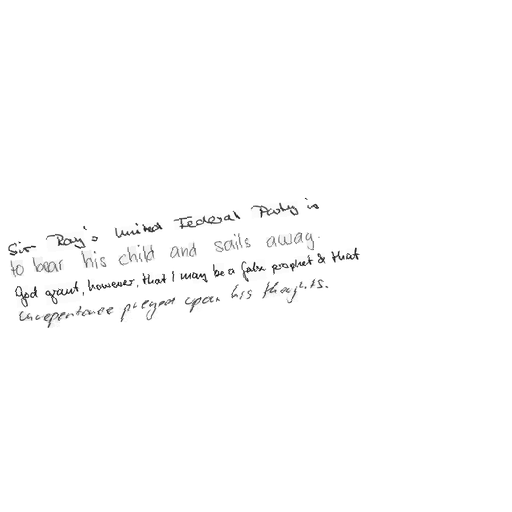 Sir Roy's United Federal Party is
to bear his child and sails away.
God grant, however, that I may be a false prophet & that
unrepentance preyed upon his thoughts.